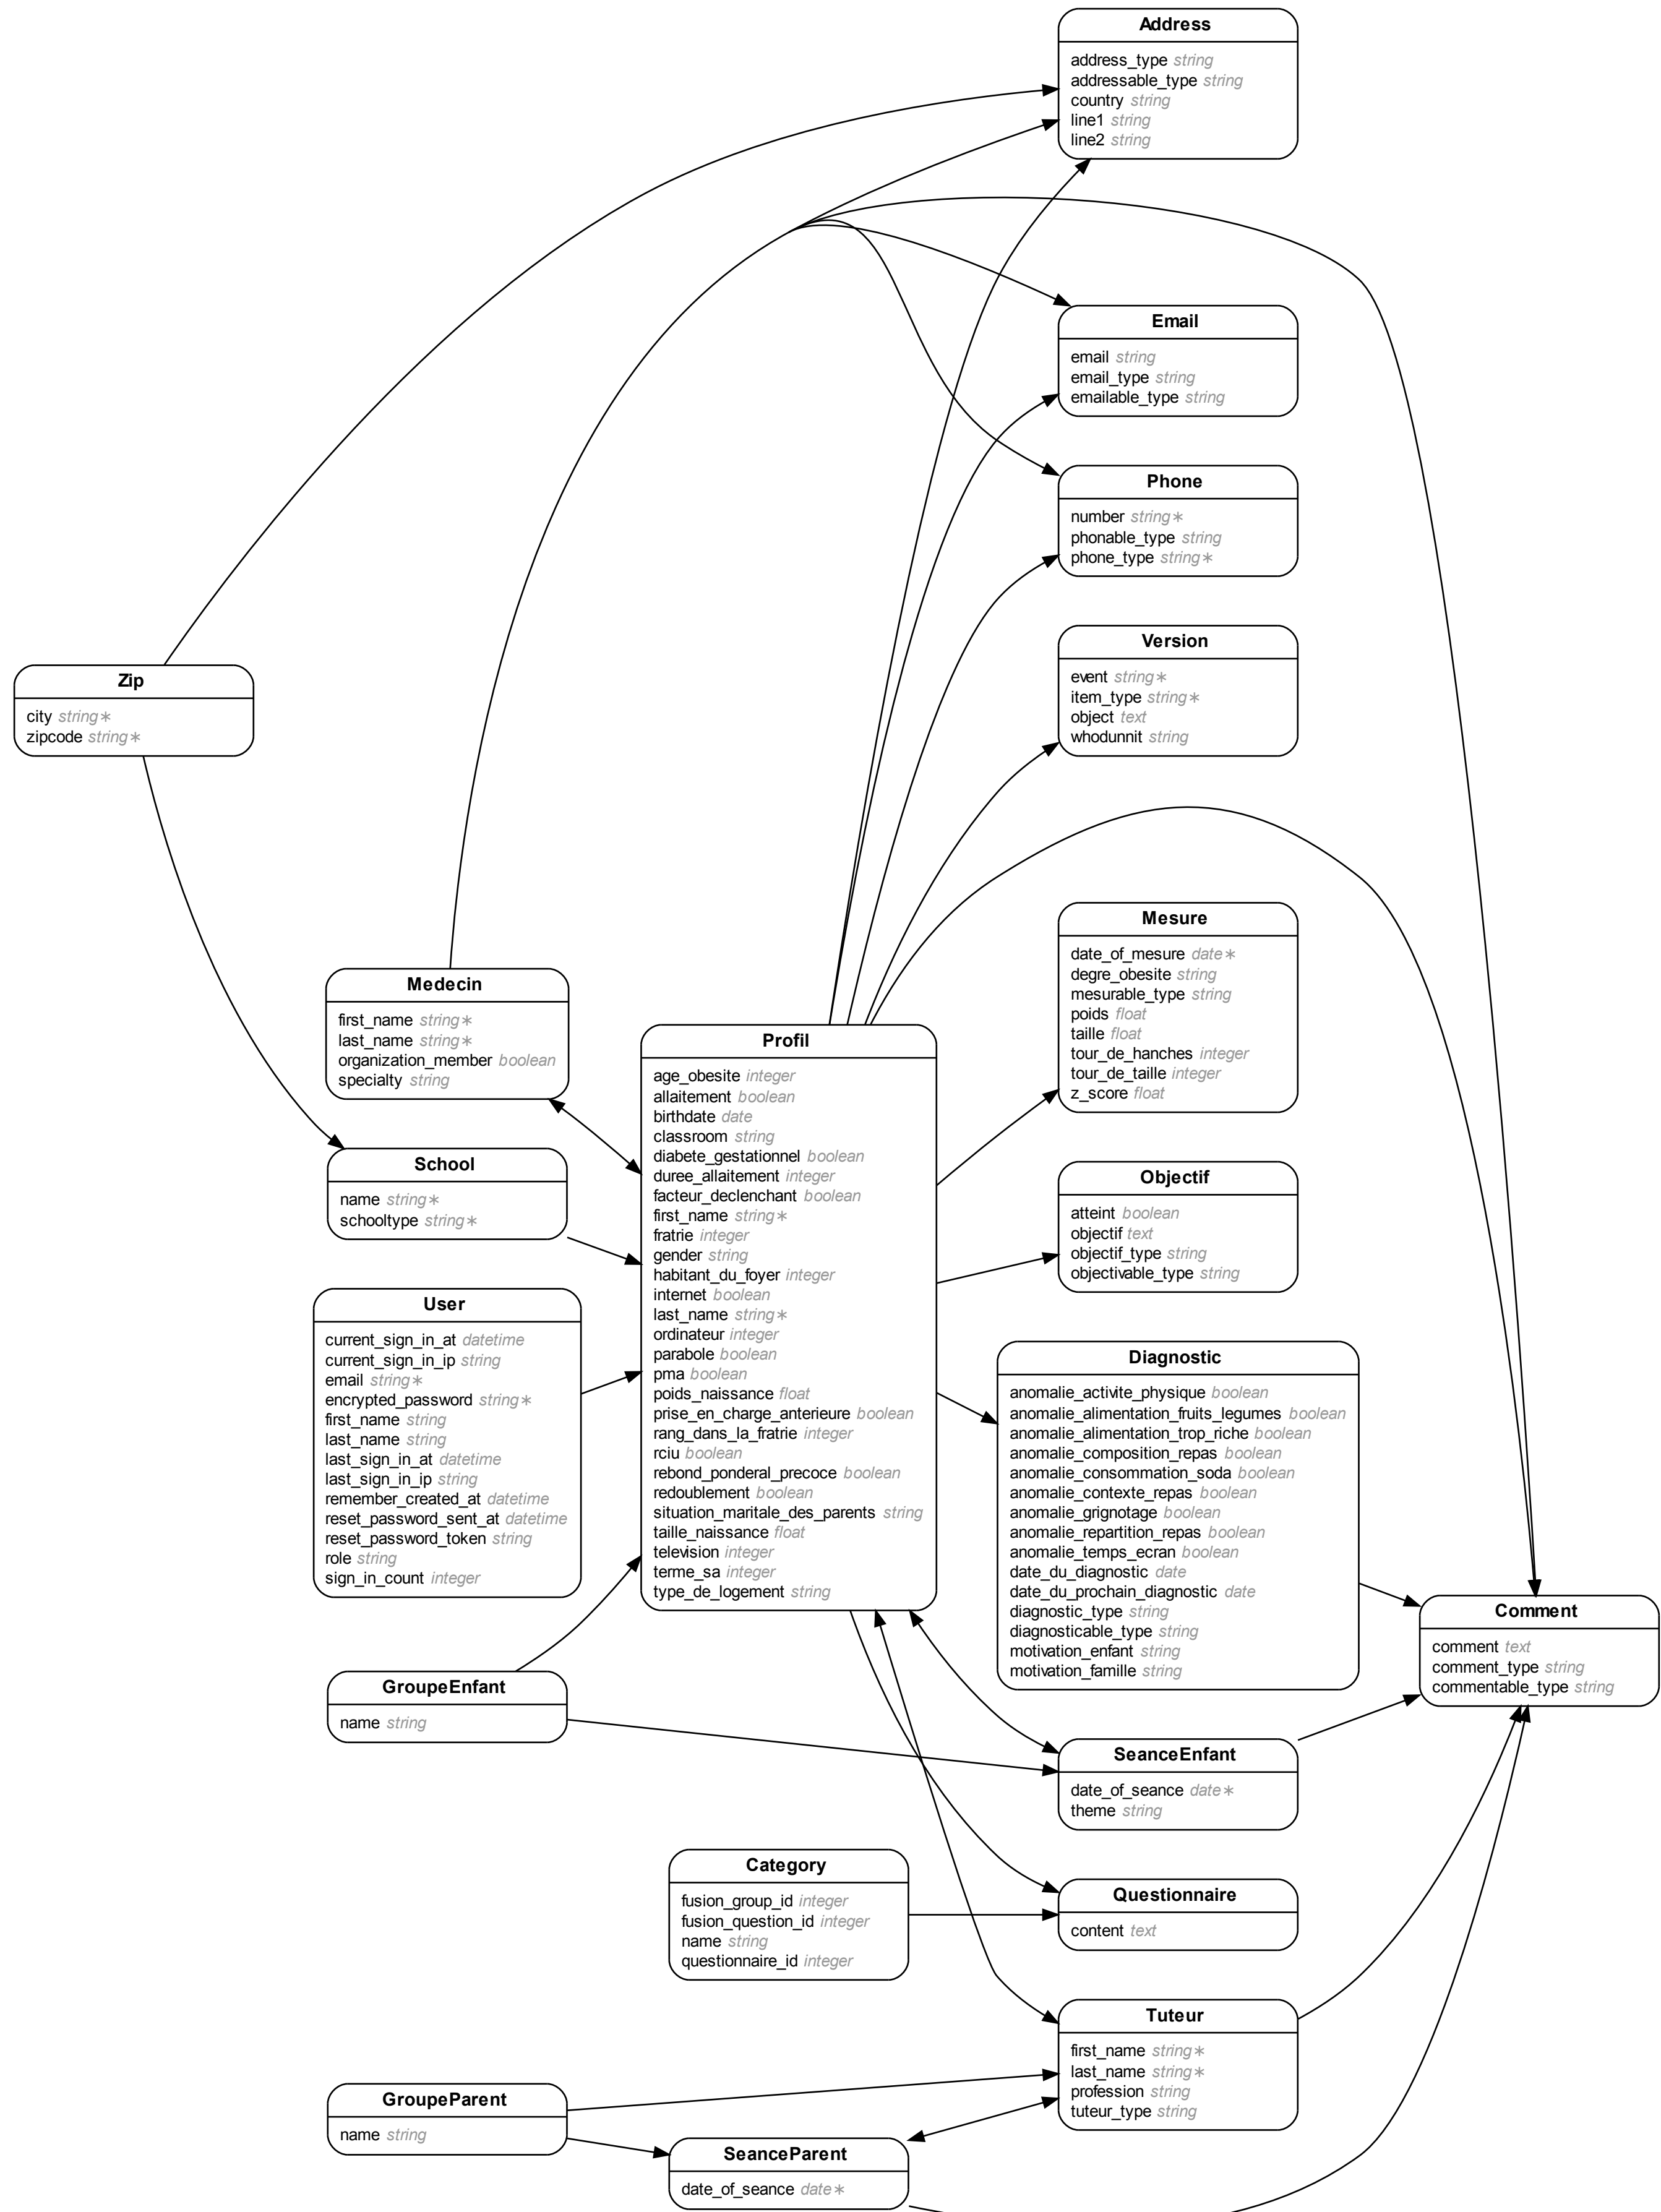 Address
address_type string
addressable_type string
country string
line1 string
line2 string
Email
email string
email_type string
emailable_type string
Phone
number string∗
phonable_type string
phone_type string∗
Version
event string∗
item_type string∗
object text
whodunnit string
Zip
city string∗
zipcode string∗
Mesure
date_of_mesure date∗
degre_obesite string
mesurable_type string
poids float
taille float
tour_de_hanches integer
tour_de_taille integer
z_score float
Medecin
first_name string∗
last_name string∗
organization_member boolean
specialty string
Profil
age_obesite integer
allaitement boolean
birthdate date
classroom string
diabete_gestationnel boolean
duree_allaitement integer
facteur_declenchant boolean
first_name string∗
fratrie integer
gender string
habitant_du_foyer integer
internet boolean
last_name string∗
ordinateur integer
parabole boolean
pma boolean
poids_naissance float
prise_en_charge_anterieure boolean
rang_dans_la_fratrie integer
rciu boolean
rebond_ponderal_precoce boolean
redoublement boolean
situation_maritale_des_parents string
taille_naissance float
television integer
terme_sa integer
type_de_logement string
School
name string∗
schooltype string∗
Objectif
atteint boolean
objectif text
objectif_type string
objectivable_type string
User
current_sign_in_at datetime
current_sign_in_ip string
email string∗
encrypted_password string∗
first_name string
last_name string
last_sign_in_at datetime
last_sign_in_ip string
remember_created_at datetime
reset_password_sent_at datetime
reset_password_token string
role string
sign_in_count integer
Diagnostic
anomalie_activite_physique boolean
anomalie_alimentation_fruits_legumes boolean
anomalie_alimentation_trop_riche boolean
anomalie_composition_repas boolean
anomalie_consommation_soda boolean
anomalie_contexte_repas boolean
anomalie_grignotage boolean
anomalie_repartition_repas boolean
anomalie_temps_ecran boolean
date_du_diagnostic date
date_du_prochain_diagnostic date
diagnostic_type string
diagnosticable_type string
motivation_enfant string
motivation_famille string
Comment
comment text
comment_type string
commentable_type string
GroupeEnfant
name string
SeanceEnfant
date_of_seance date∗
theme string
Category
fusion_group_id integer
fusion_question_id integer
name string
questionnaire_id integer
Questionnaire
content text
Tuteur
first_name string∗
last_name string∗
profession string
tuteur_type string
GroupeParent
name string
SeanceParent
date_of_seance date∗